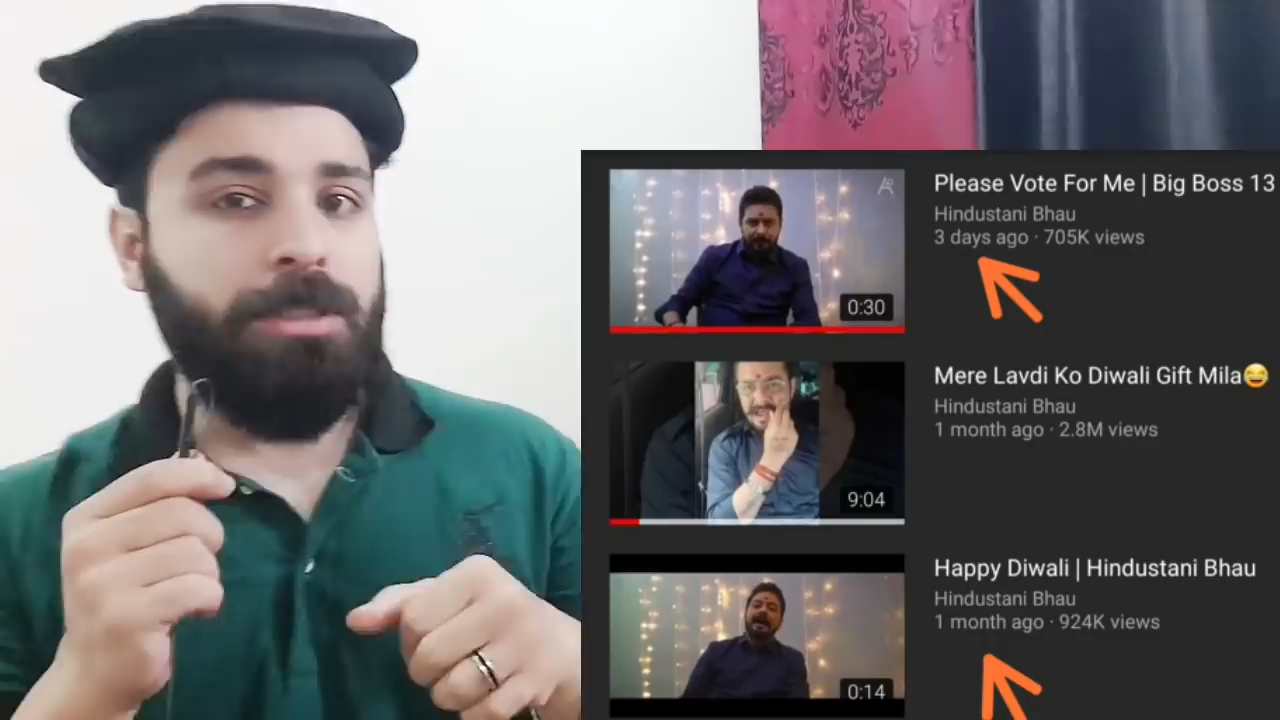 Please Vote For Me | Big Boss 13
Hindustani Bhau
3 days ago · 705K views
0:30
Mere Lavdi Ko Diwali Gift Mila😂
Hindustani Bhau
1 month ago · 2.8M views
9:04
Happy Diwali | Hindustani Bhau
Hindustani Bhau
1 month ago · 924K views
0:14